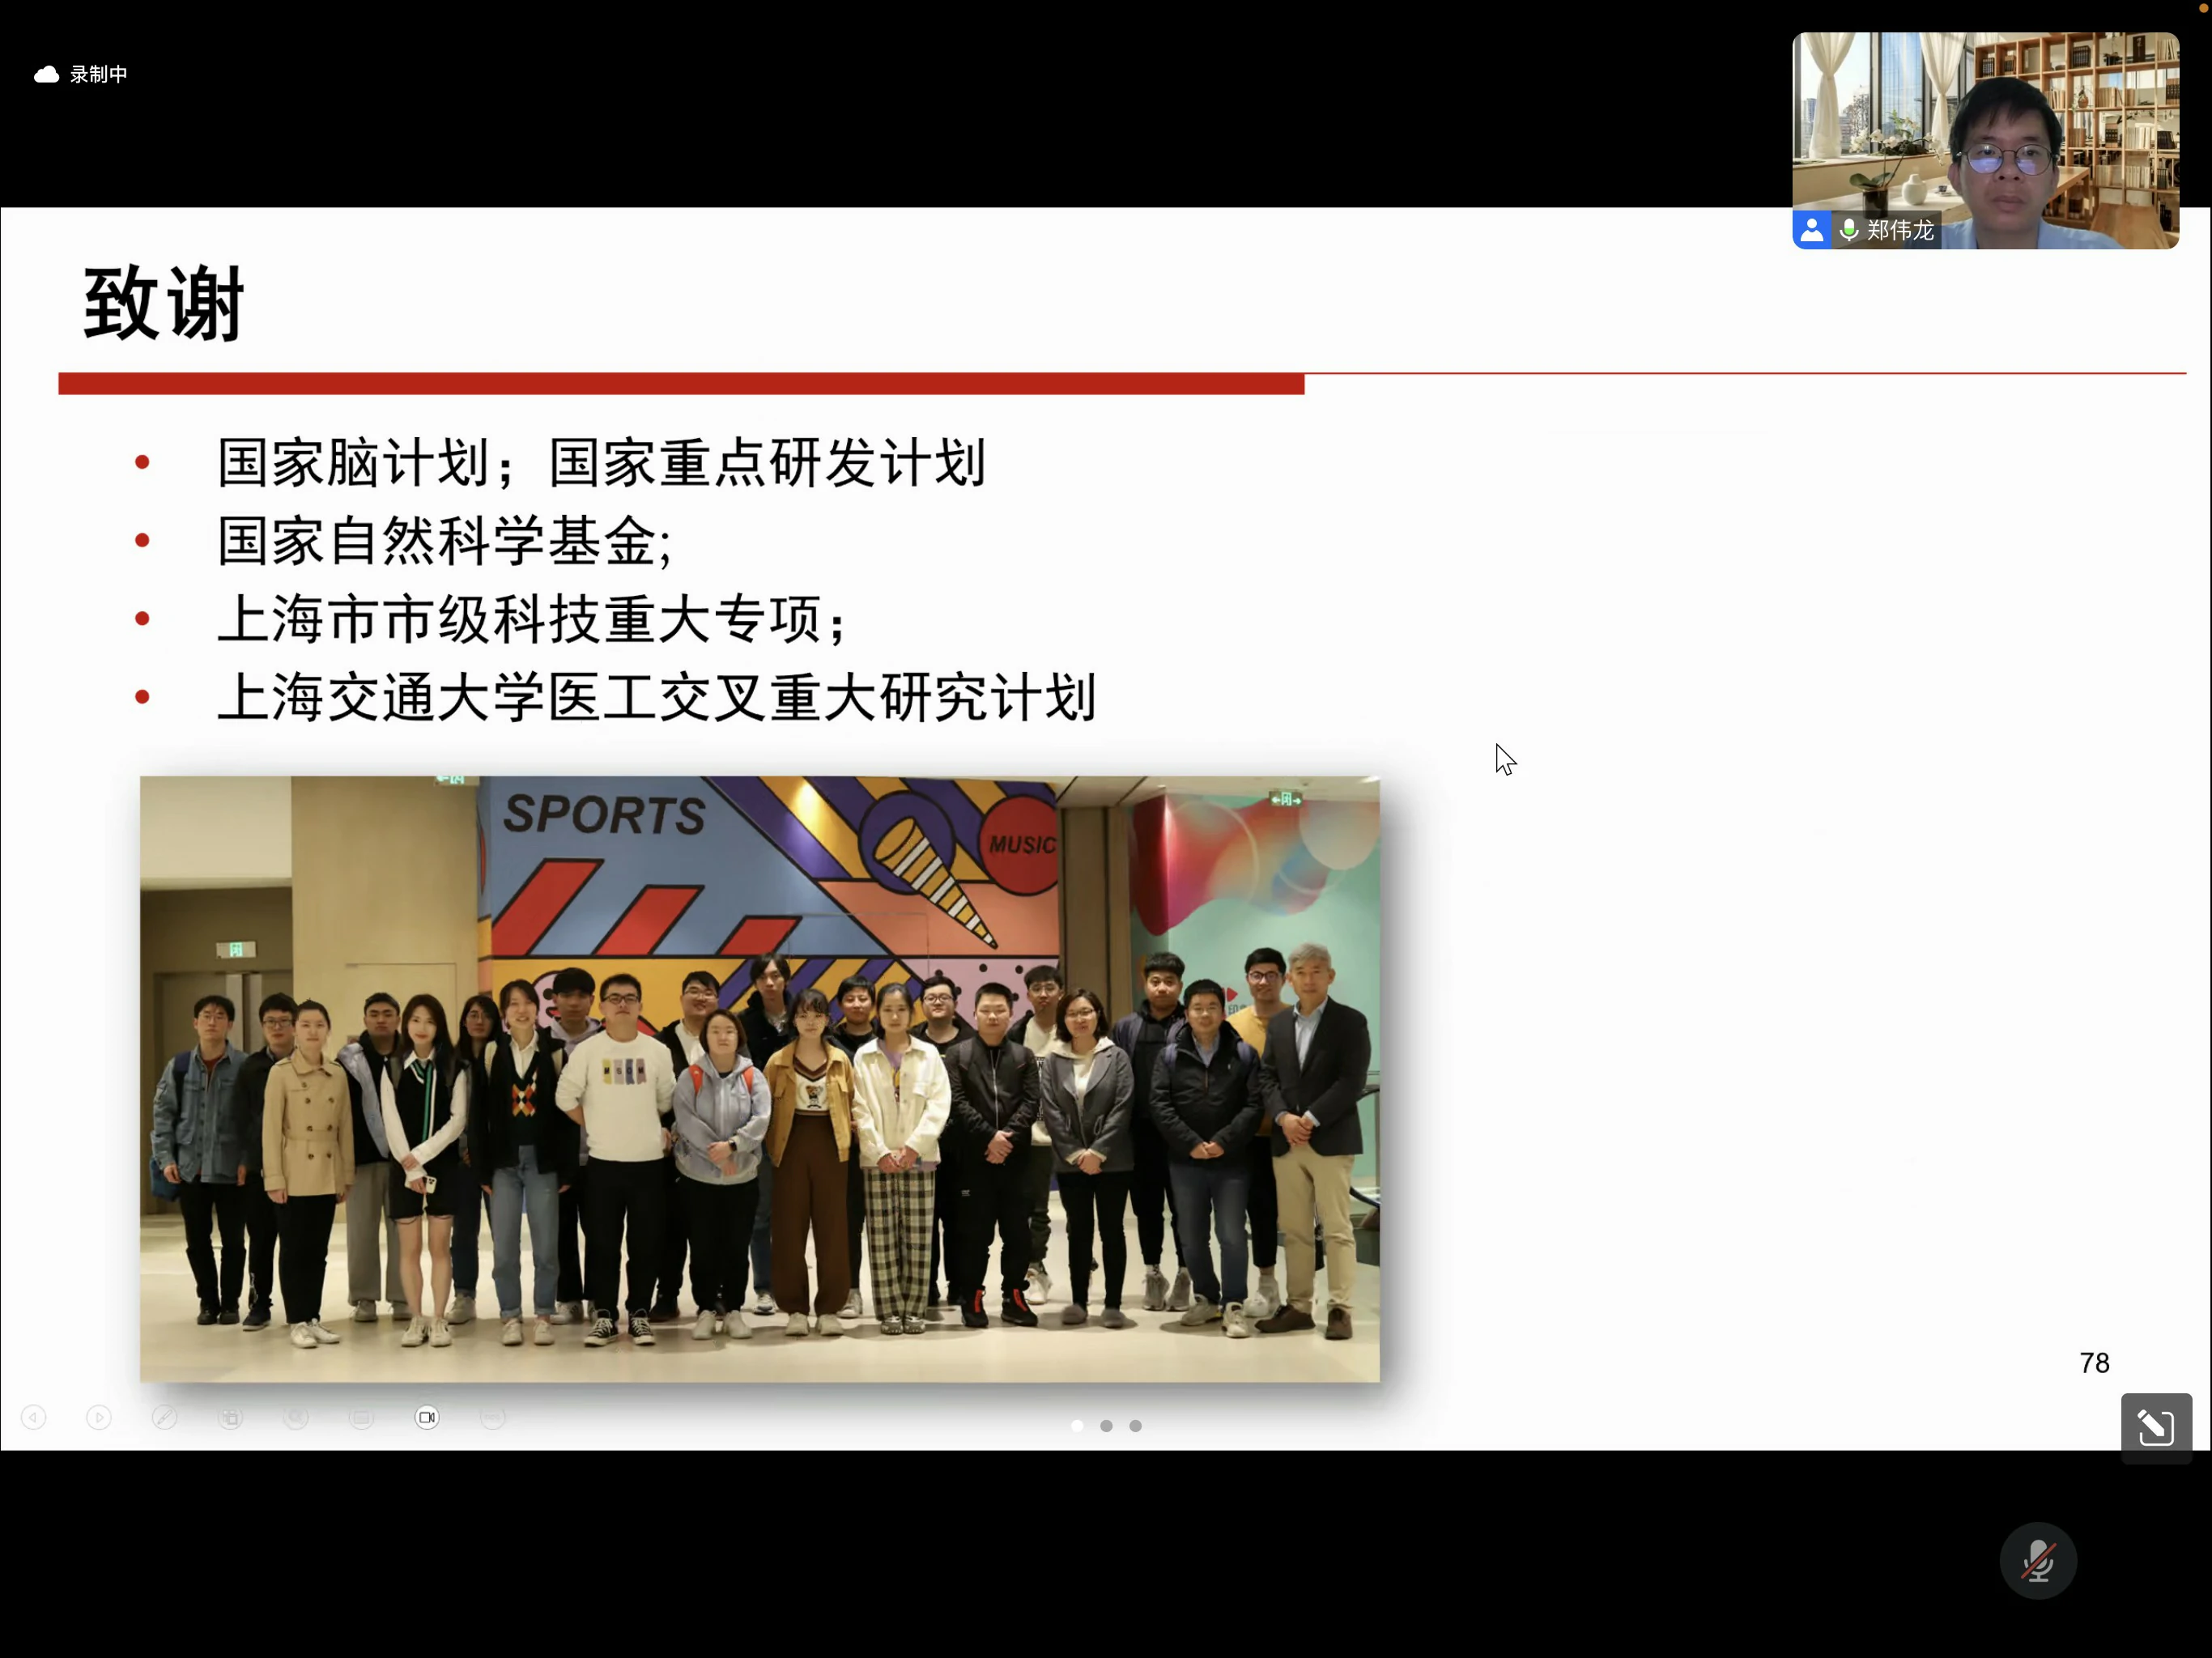 录制中
郑伟龙
致谢
• 国家脑计划；国家重点研发计划
• 国家自然科学基金;
• 上海市市级科技重大专项；
• 上海交通大学医工交叉重大研究计划
SPORTS
MUSIC
78